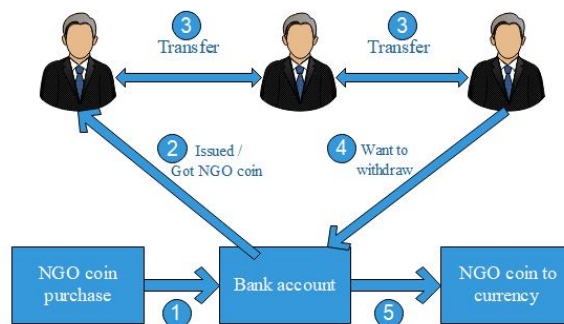 3
Transfer
3
Transfer
2
Issued /
Got NGO coin
4
Want to
withdraw
NGO coin
purchase
1
Bank account
5
NGO coin to
currency